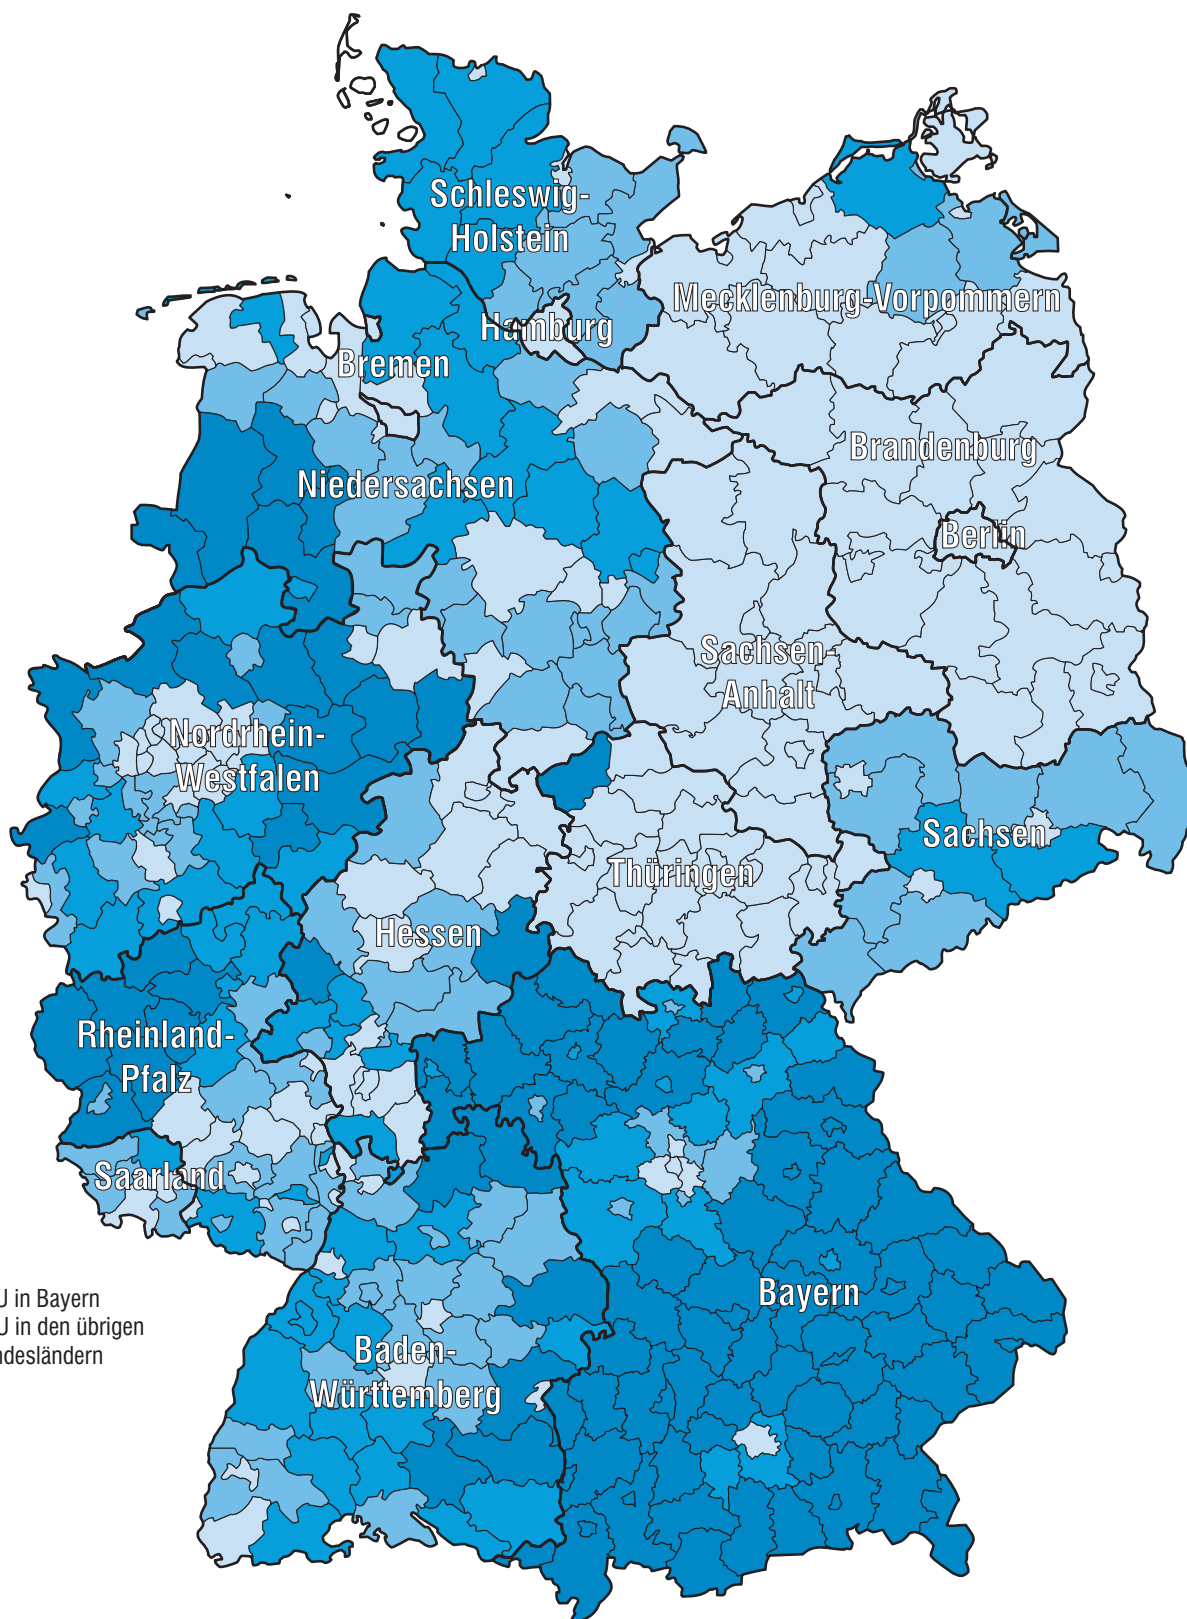 Schleswig-
Holstein
Mecklenburg-Vorpommern
Hamburg
Bremen
Brandenburg
Niedersachsen
Berlin
Sachsen-
Anhalt
Nordrhein-
Westfalen
Sachsen
Thüringen
Hessen
Rheinland-
Pfalz
Saarland
Bayern
U in Bayern
U in den übrigen
ndesländern
Baden-
Württemberg